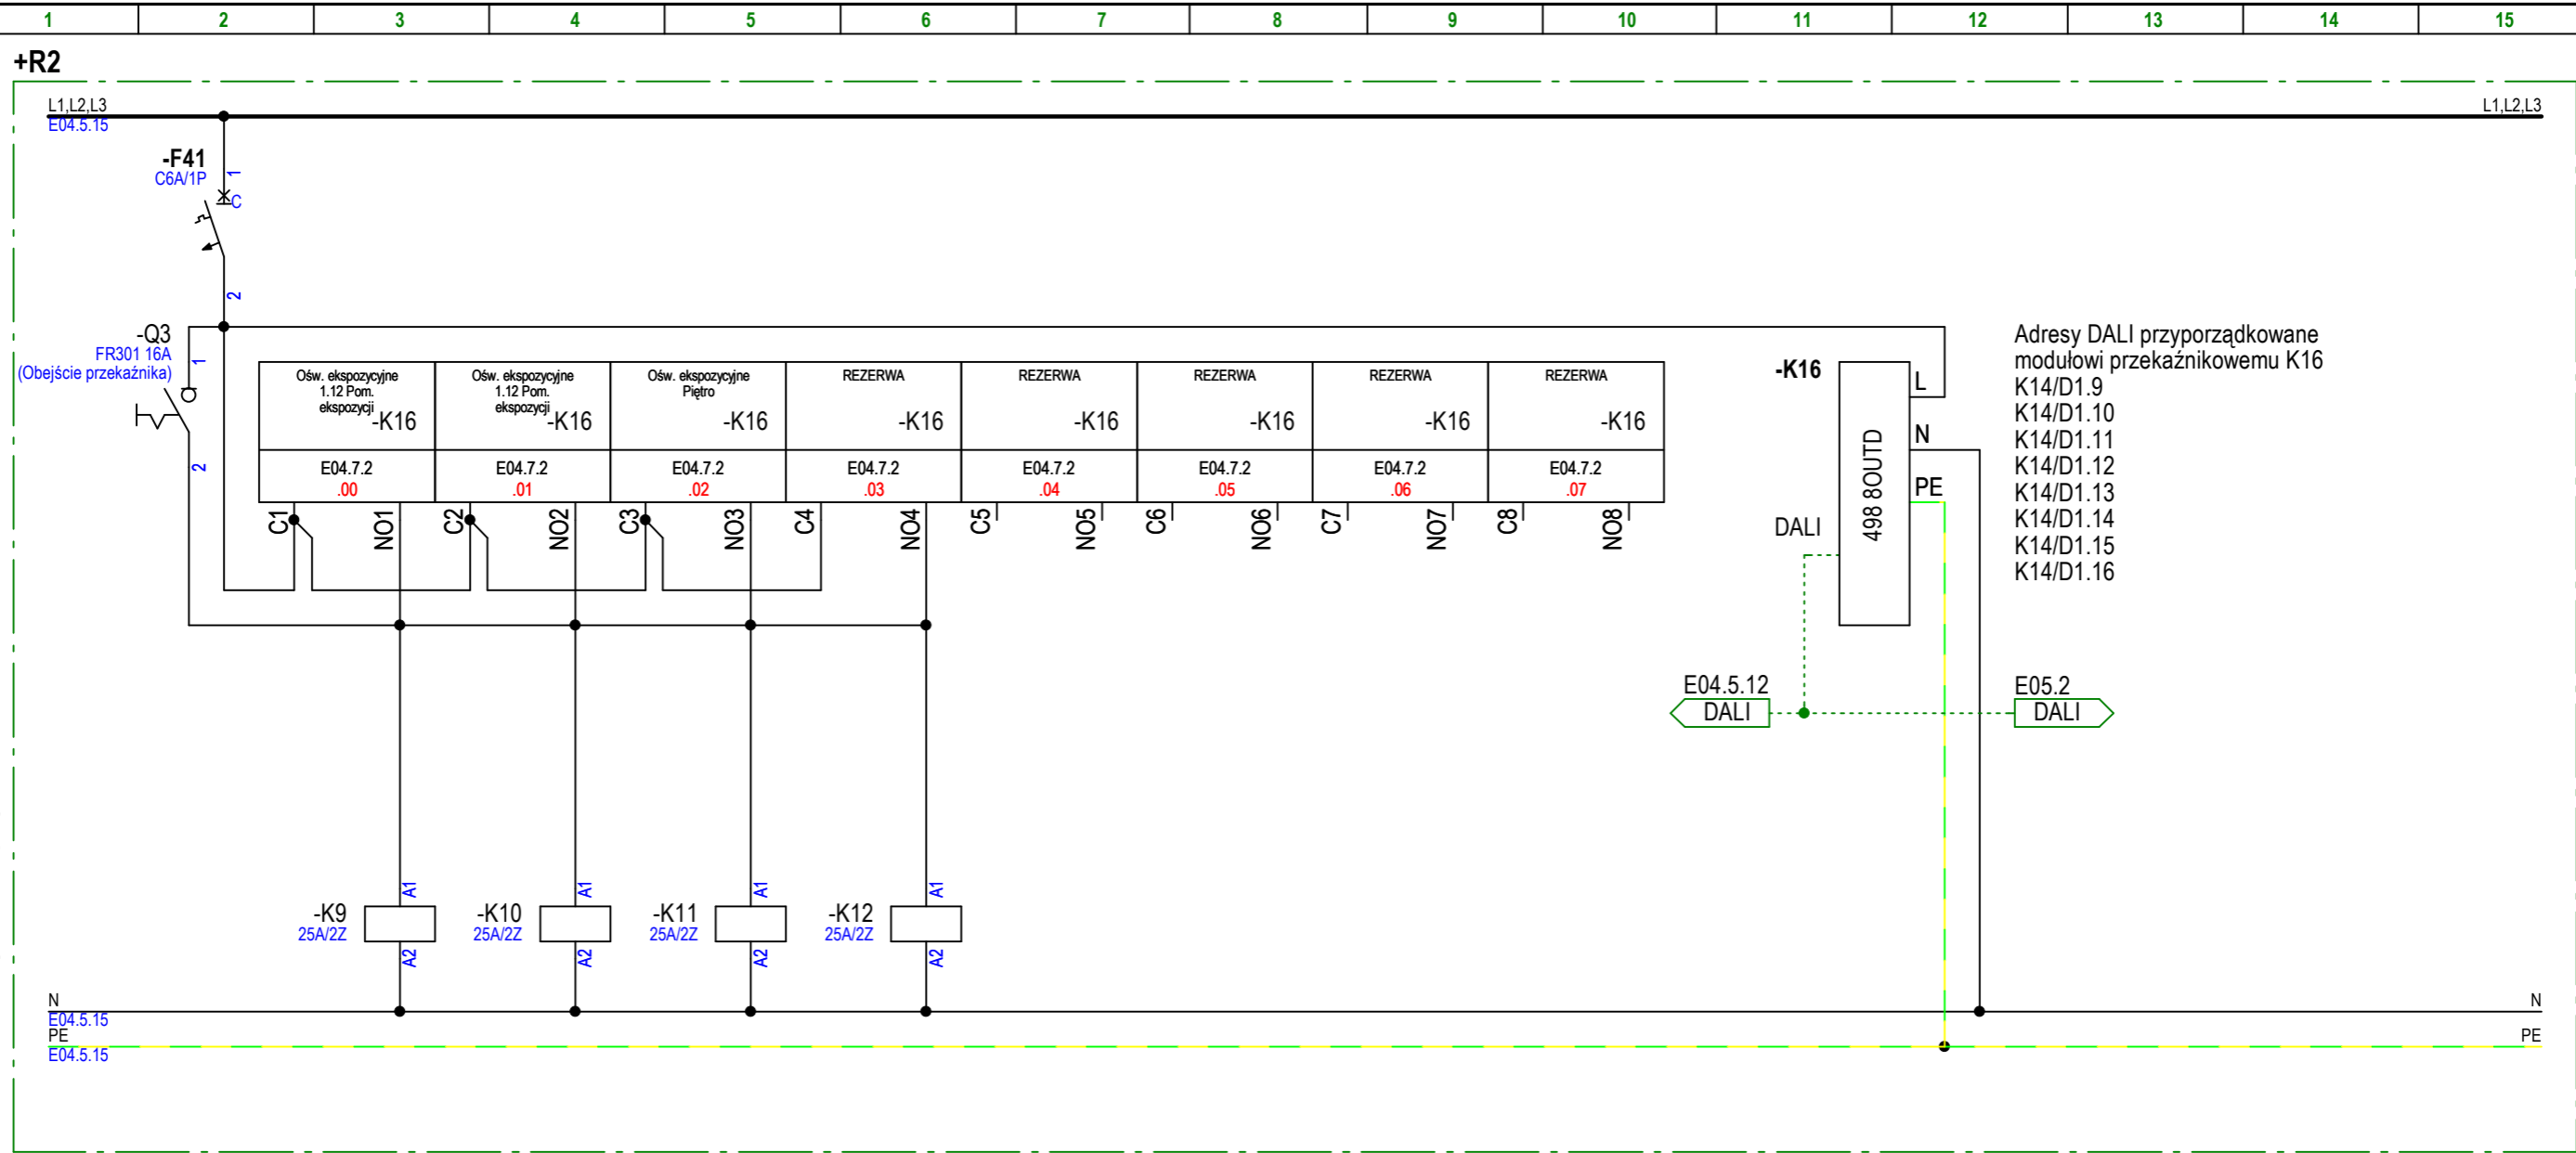 1 2 3 4 5 6 7 8 9 10 11 12 13 14 15
+R2
L1,L2,L3
E04.5.15
L1,L2,L3
-F41
C6A/1P
1
C
2
-Q3
FR301 16A
(Obejście przekaźnika)
1
2
Ośw. ekspozycyjne
1.12 Pom.
ekspozycji
-K16
E04.7.2
.00
Ośw. ekspozycyjne
1.12 Pom.
ekspozycji
-K16
E04.7.2
.01
Ośw. ekspozycyjne
Piętro
-K16
E04.7.2
.02
REZERWA
-K16
E04.7.2
.03
REZERWA
-K16
E04.7.2
.04
REZERWA
-K16
E04.7.2
.05
REZERWA
-K16
E04.7.2
.06
REZERWA
-K16
E04.7.2
.07
C1 NO1 C2 NO2 C3 NO3 C4 NO4 C5 NO5 C6 NO6 C7 NO7 C8 NO8
-K16
498 8OUTD
L
N
PE
DALI
Adresy DALI przyporządkowane
modułowi przekaźnikowemu K16
K14/D1.9
K14/D1.10
K14/D1.11
K14/D1.12
K14/D1.13
K14/D1.14
K14/D1.15
K14/D1.16
E04.5.12
DALI
E05.2
DALI
-K9
25A/2Z
A1
A2
-K10
25A/2Z
A1
A2
-K11
25A/2Z
A1
A2
-K12
25A/2Z
A1
A2
N
E04.5.15
N
PE
E04.5.15
PE